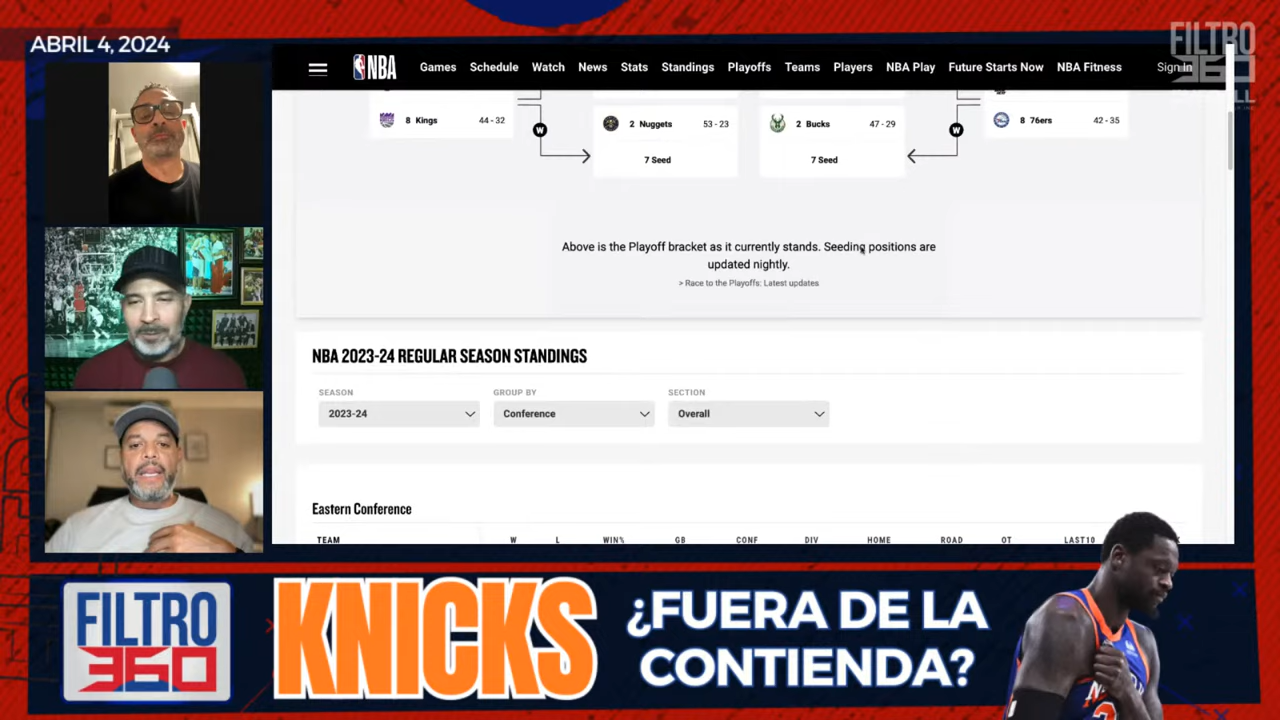 ABRIL 4, 2024
FILTRO
360
LL
NBA
Games Schedule Watch News Stats Standings Playoffs Teams Players NBA Play Future Starts Now NBA Fitness Sign In
8 Kings 44 - 32
2 Nuggets 53 - 23
2 Bucks 47 - 29
8 76ers 42 - 35
W
W
7 Seed
7 Seed
Above is the Playoff bracket as it currently stands. Seeding positions are
updated nightly.
> Race to the Playoffs: Latest updates
NBA 2023-24 REGULAR SEASON STANDINGS
SEASON GROUP BY SECTION
2023-24 Conference Overall
Eastern Conference
TEAM W L WIN% GB CONF DIV HOME ROAD OT LAST10
FILTRO
360
KNICKS
¿FUERA DE LA
CONTIENDA?